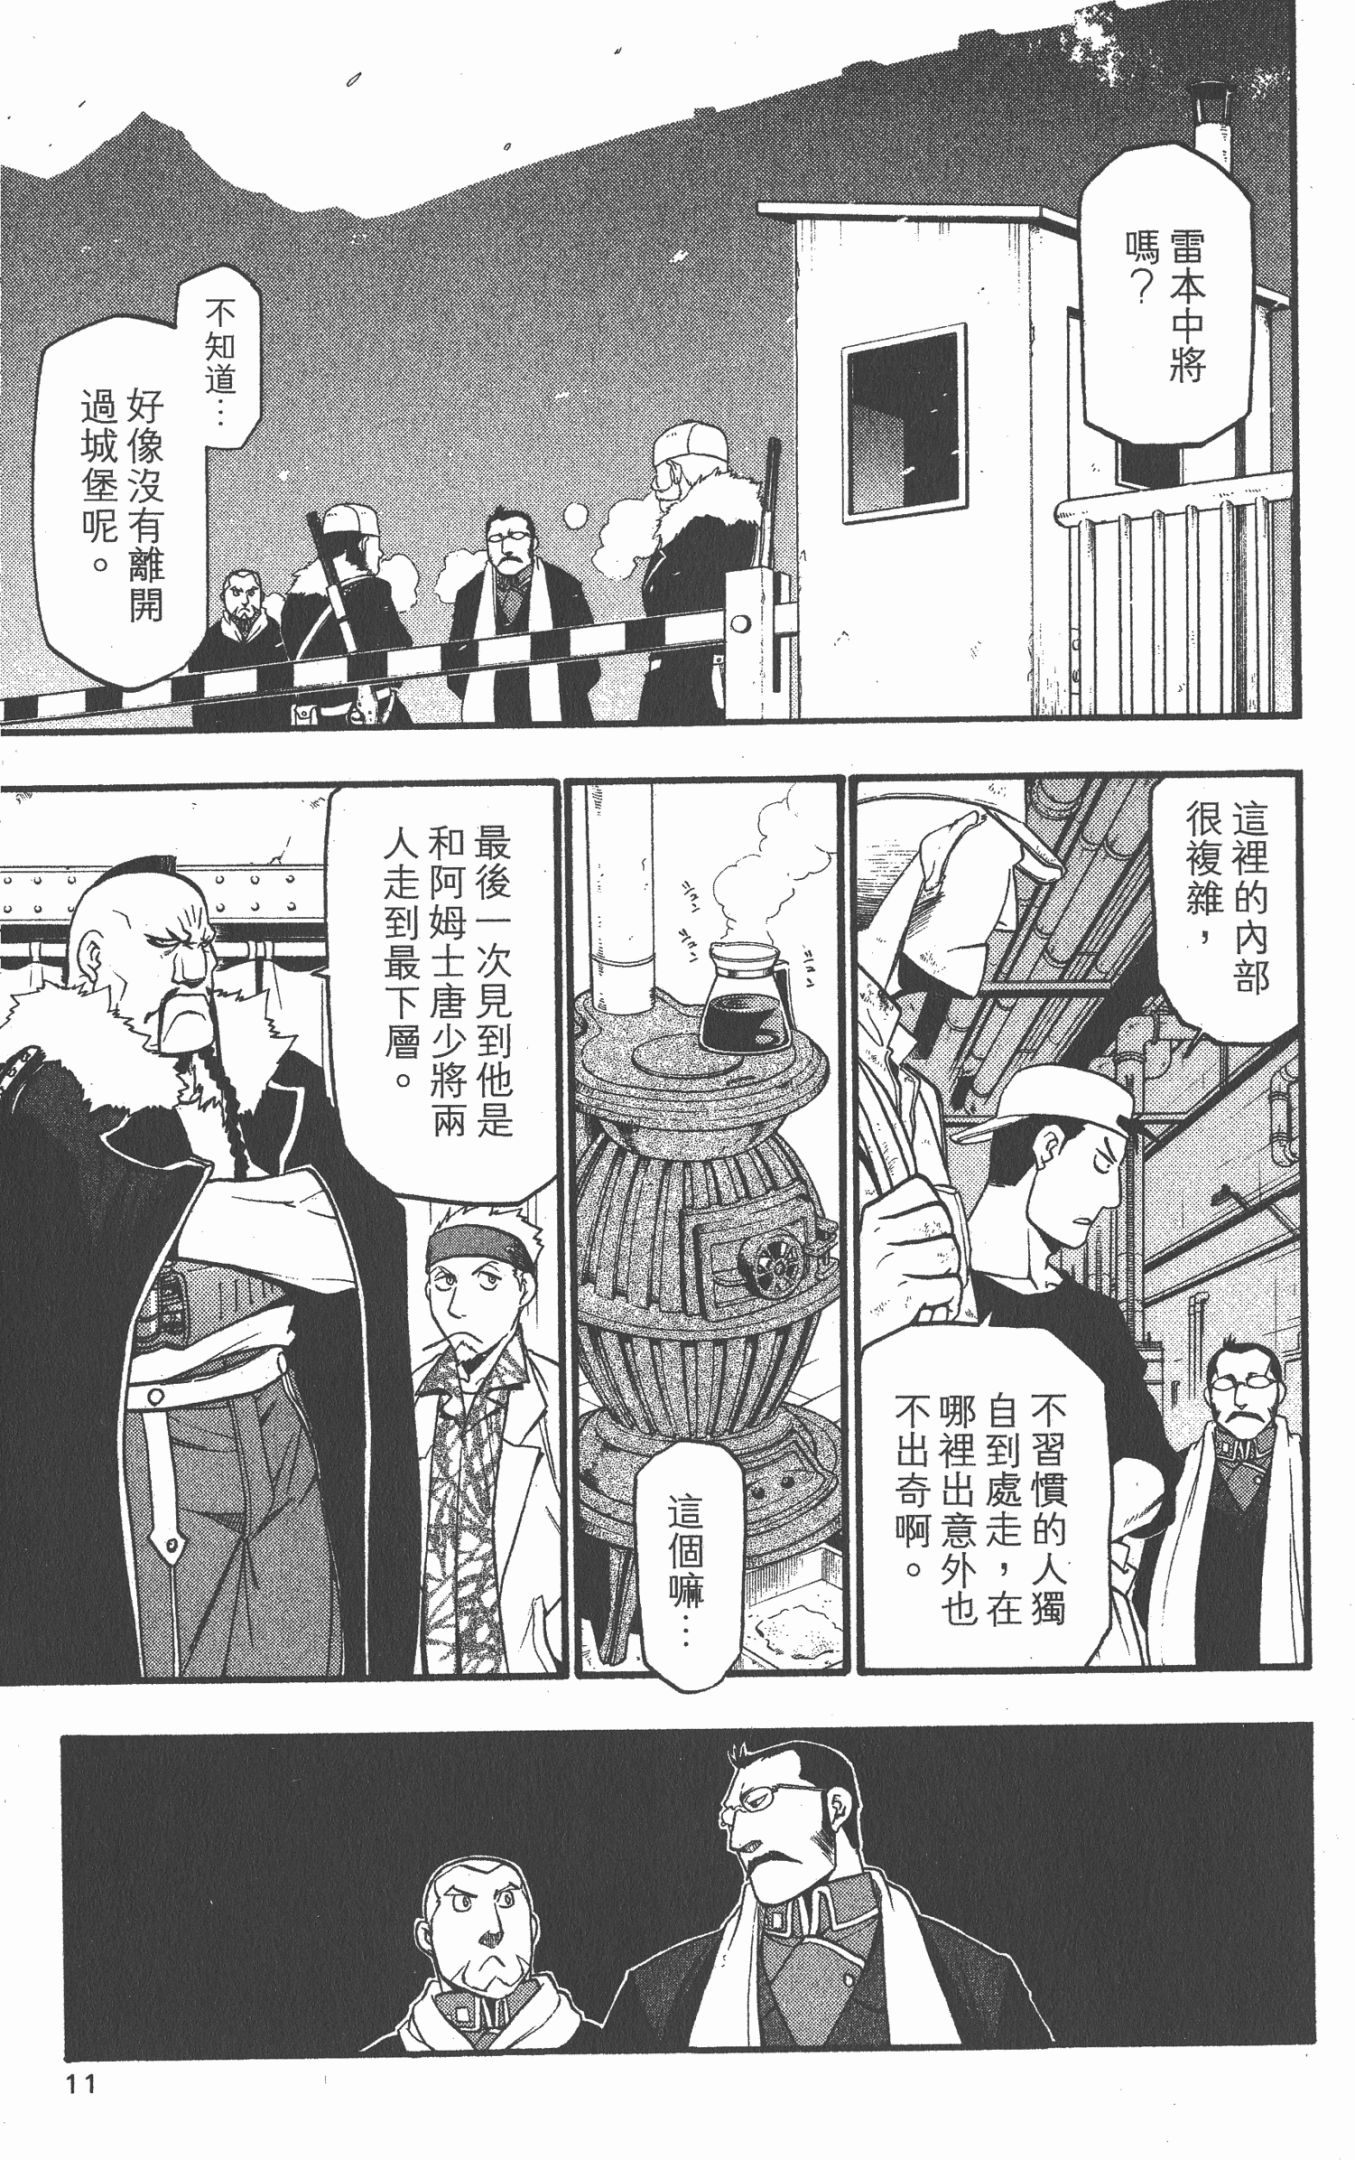 雷本中將
嗎？
不知道…
好像沒有離開
過城堡呢。
這裡的內部
很複雜，
不習慣的人獨
自到處走，在
哪裡出意外也
不出奇啊。
這個嘛…
最後一次見到他是
和阿姆士唐少將兩
人走到最下層。
11